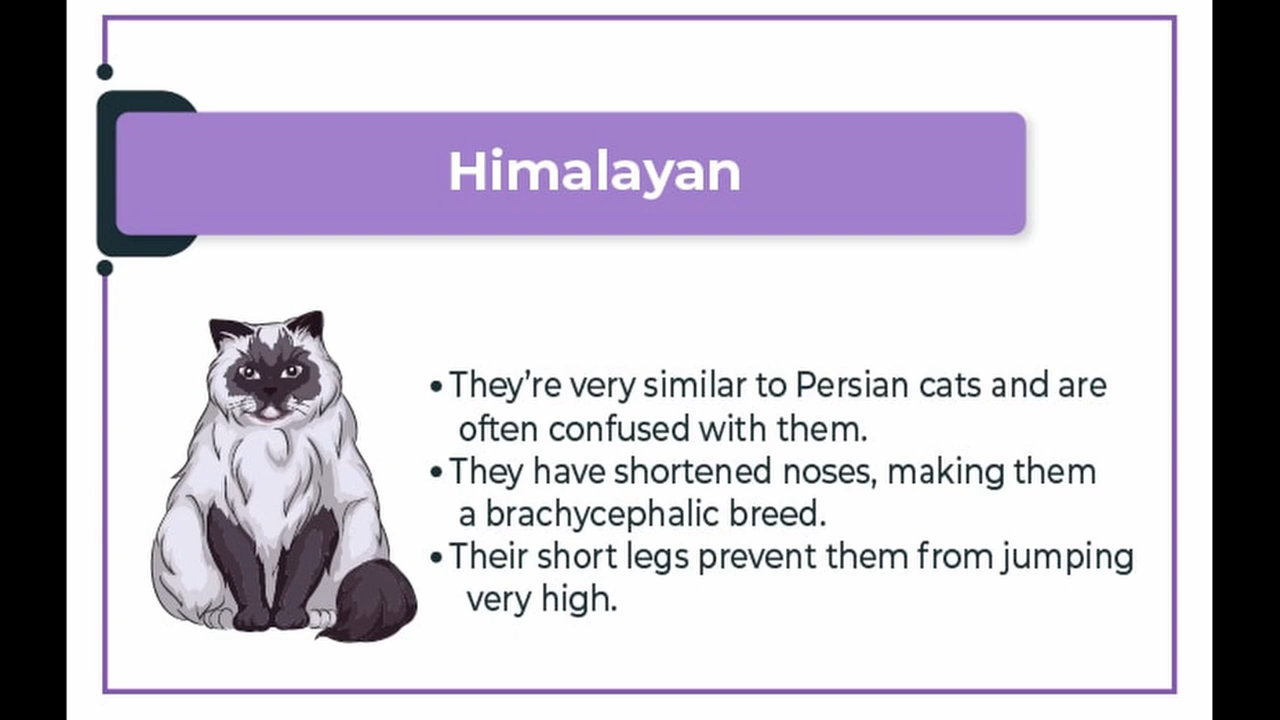 Himalayan
•They’re very similar to Persian cats and are
often confused with them.
•They have shortened noses, making them
a brachycephalic breed.
•Their short legs prevent them from jumping
very high.